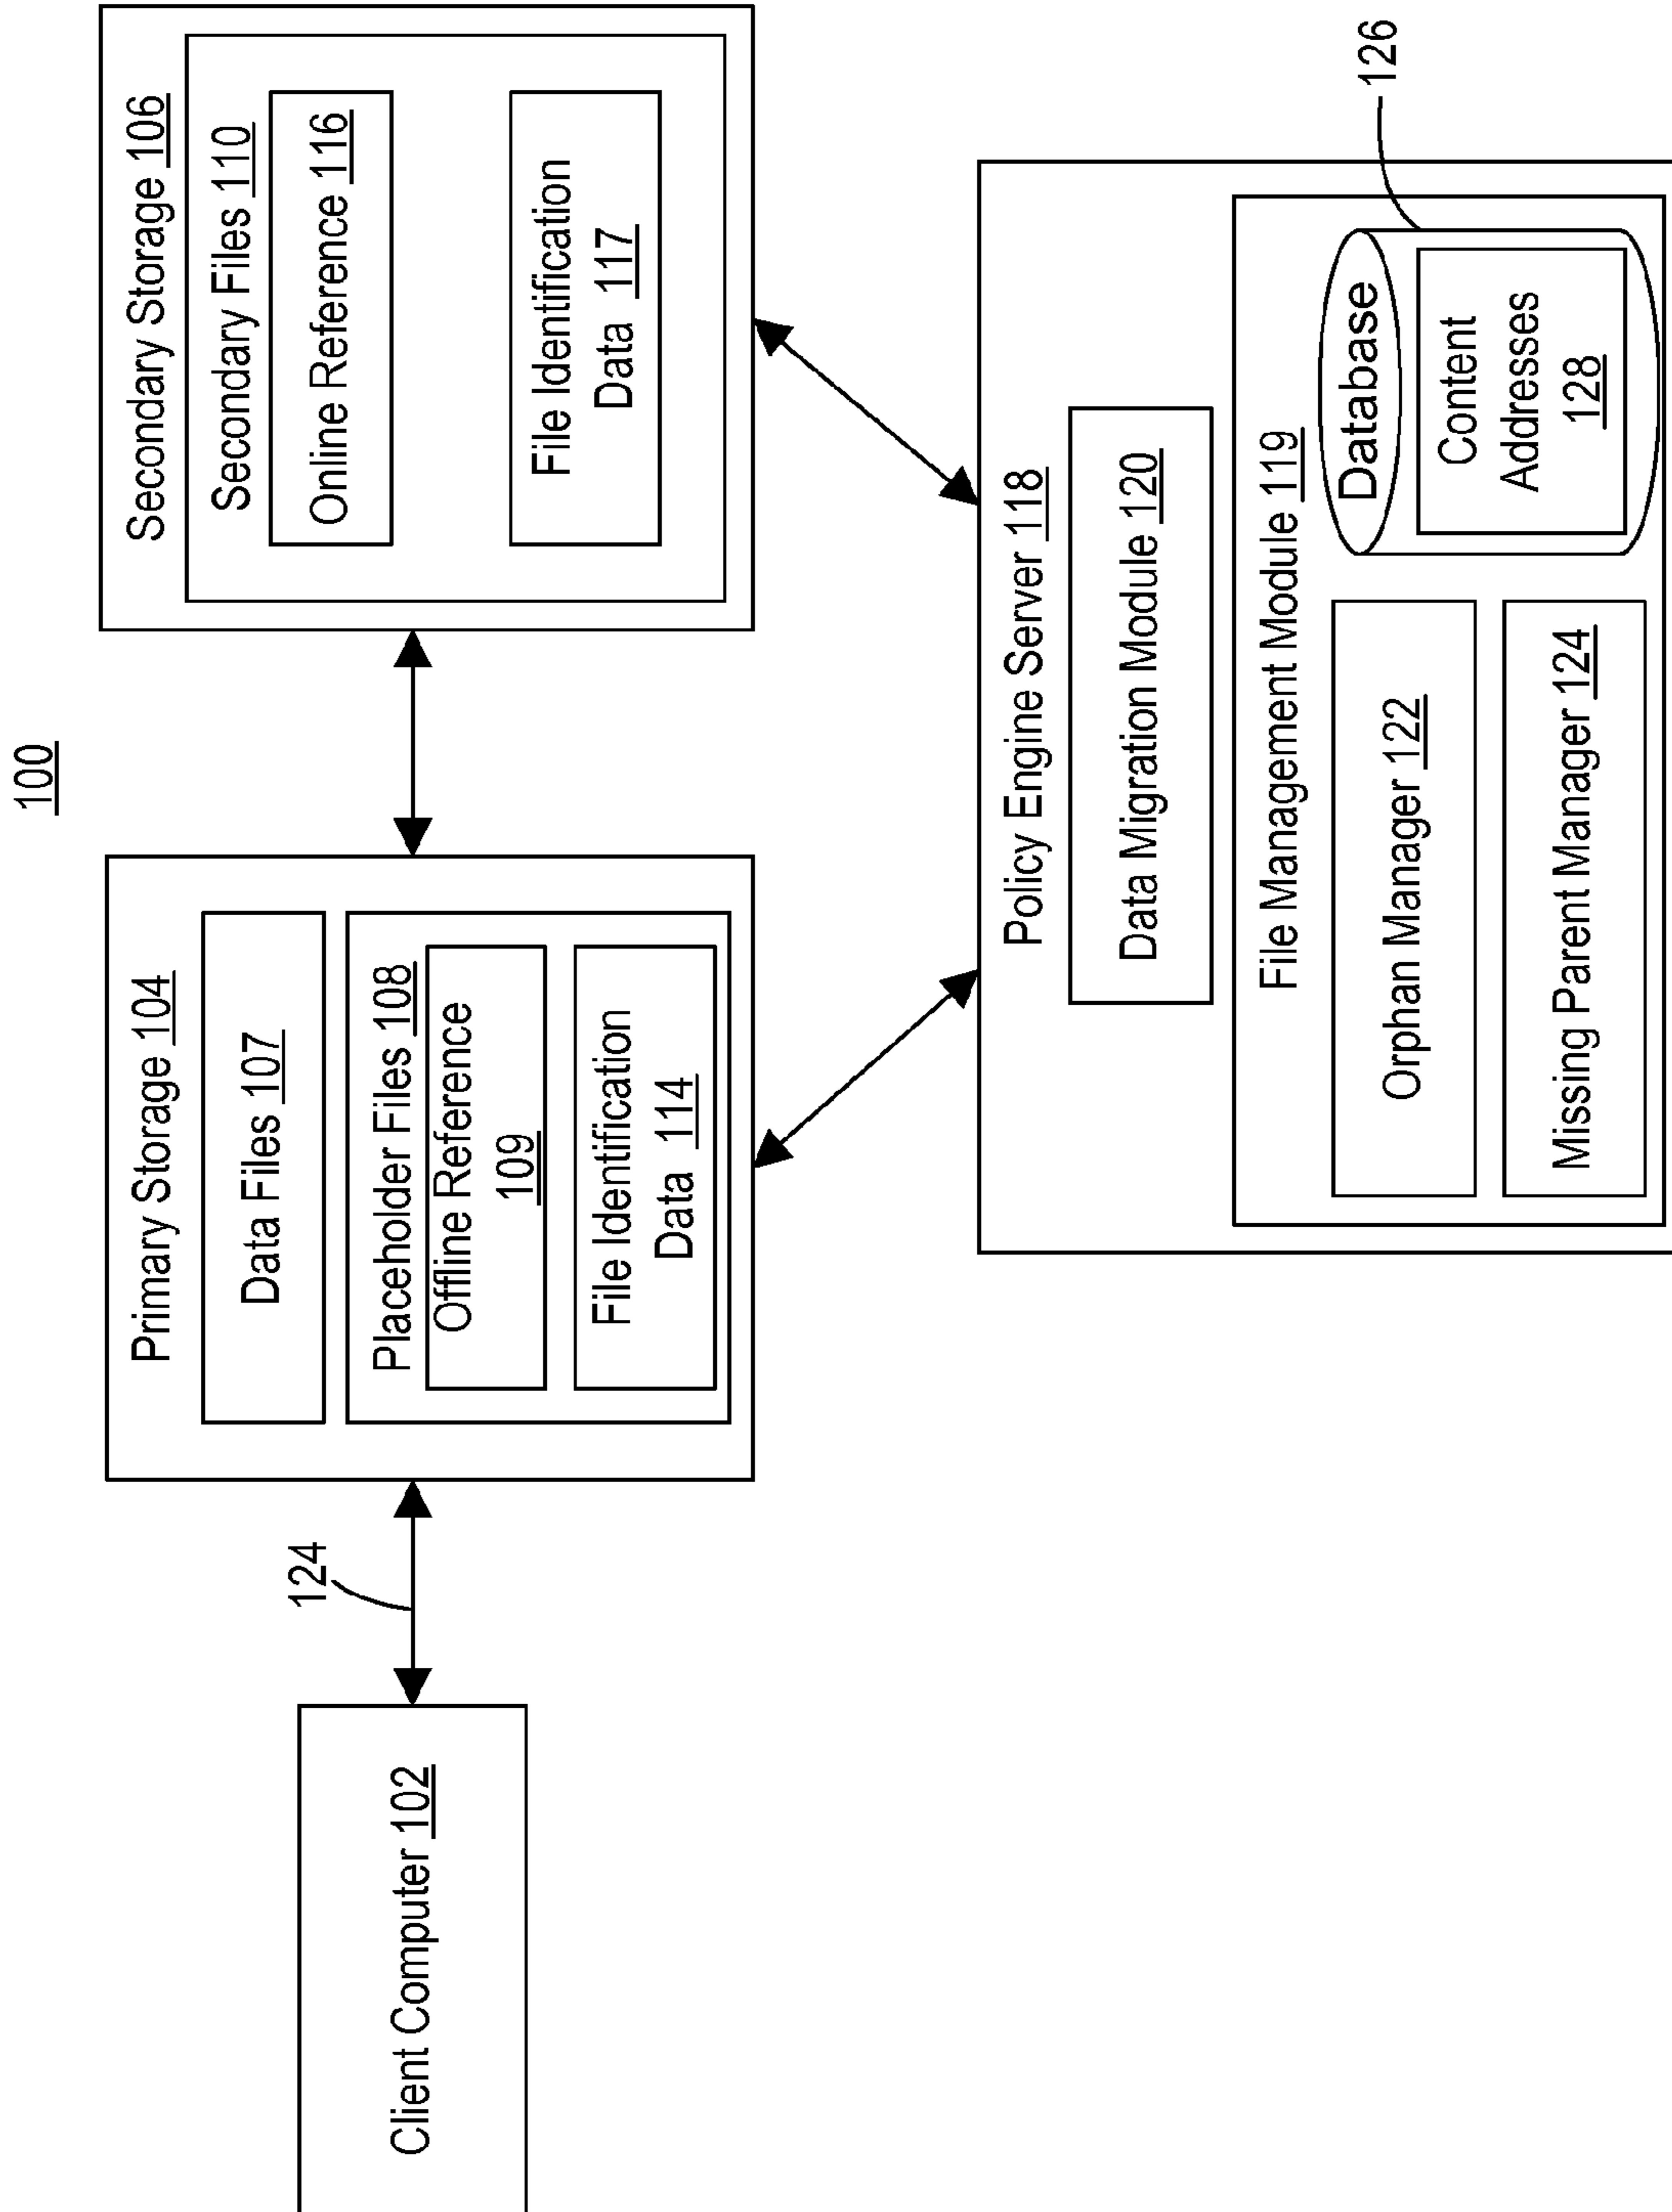 100
124
Client Computer 102
Primary Storage 104
Data Files 107
Placeholder Files 108
Offline Reference
109
File Identification
Data 114
Secondary Storage 106
Secondary Files 110
Online Reference 116
File Identification
Data 117
Policy Engine Server 118
Data Migration Module 120
File Management Module 119
Orphan Manager 122
Missing Parent Manager 124
Database
Content
Addresses
128
126